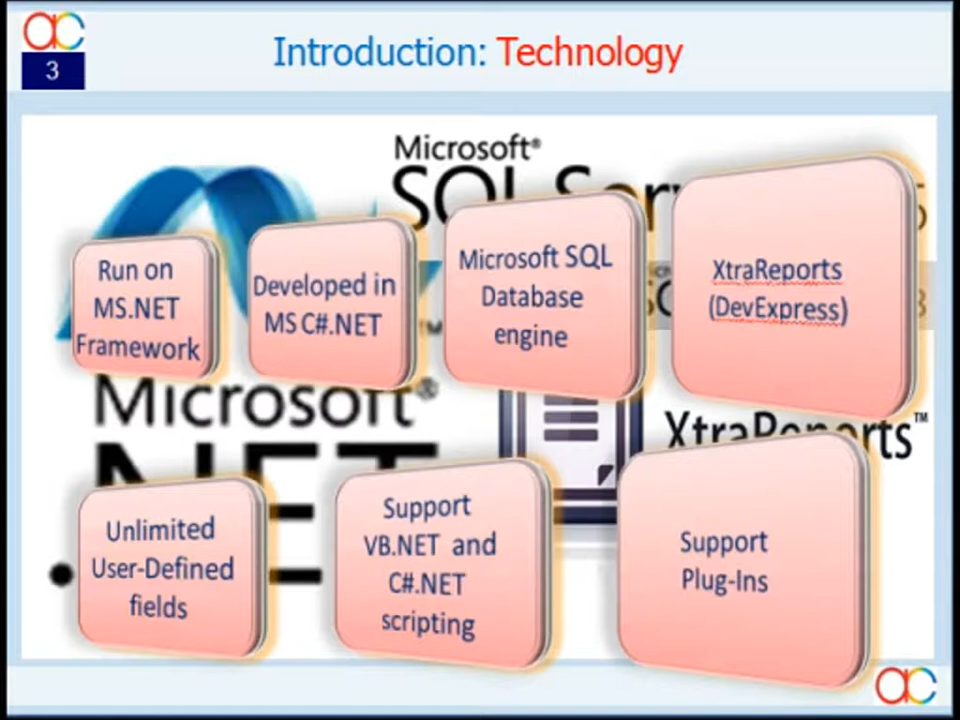 ac
3
Introduction: Technology
Microsoft®
Run on
MS.NET
Framework
Developed in
MS C#.NET
Microsoft SQL
Database
engine
XtraReports
(DevExpress)
Microsoft®
.NET
XtraReports™
Unlimited
User-Defined
fields
Support
VB.NET and
C#.NET
scripting
Support
Plug-Ins
ac